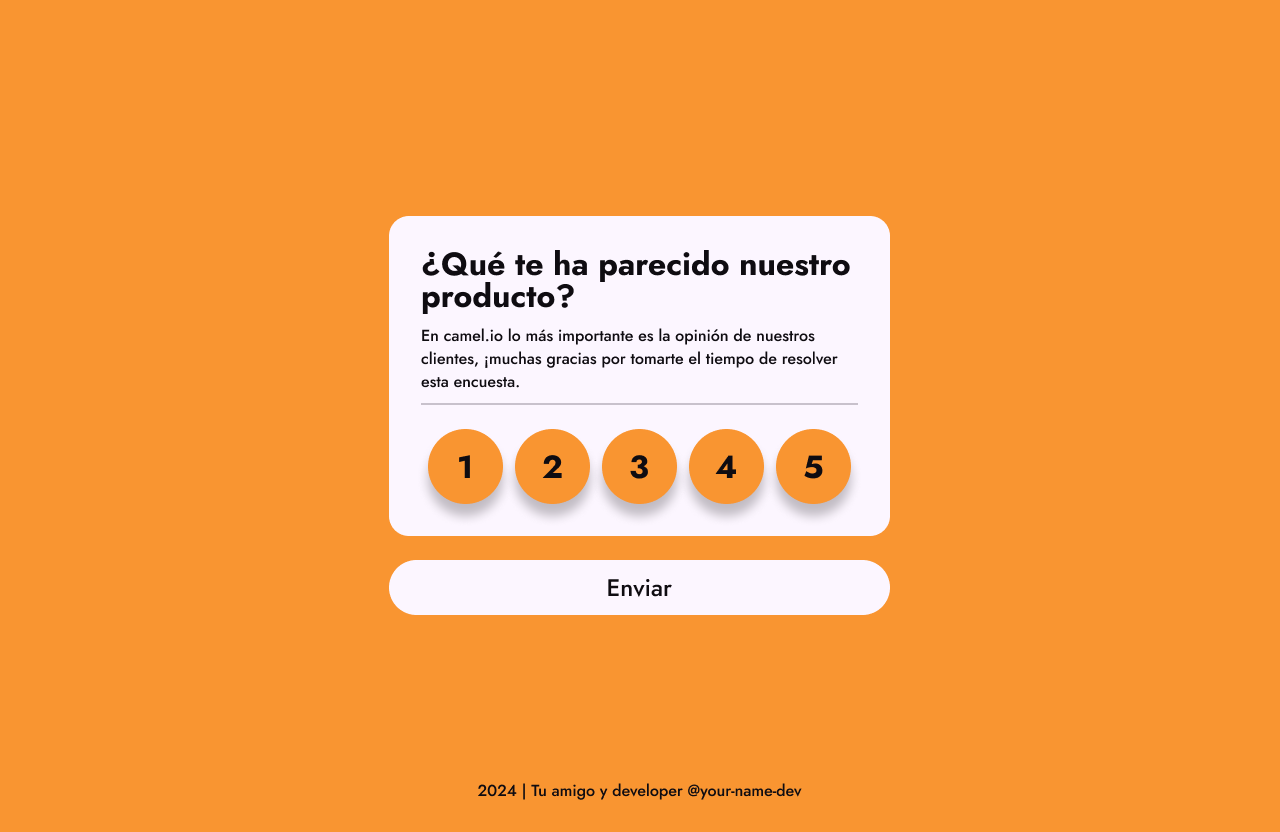 ¿Qué te ha parecido nuestro
producto?
En camel.io lo más importante es la opinión de nuestros
clientes, ¡muchas gracias por tomarte el tiempo de resolver
esta encuesta.
1 2 3 4 5
Enviar
2024 | Tu amigo y developer @your-name-dev